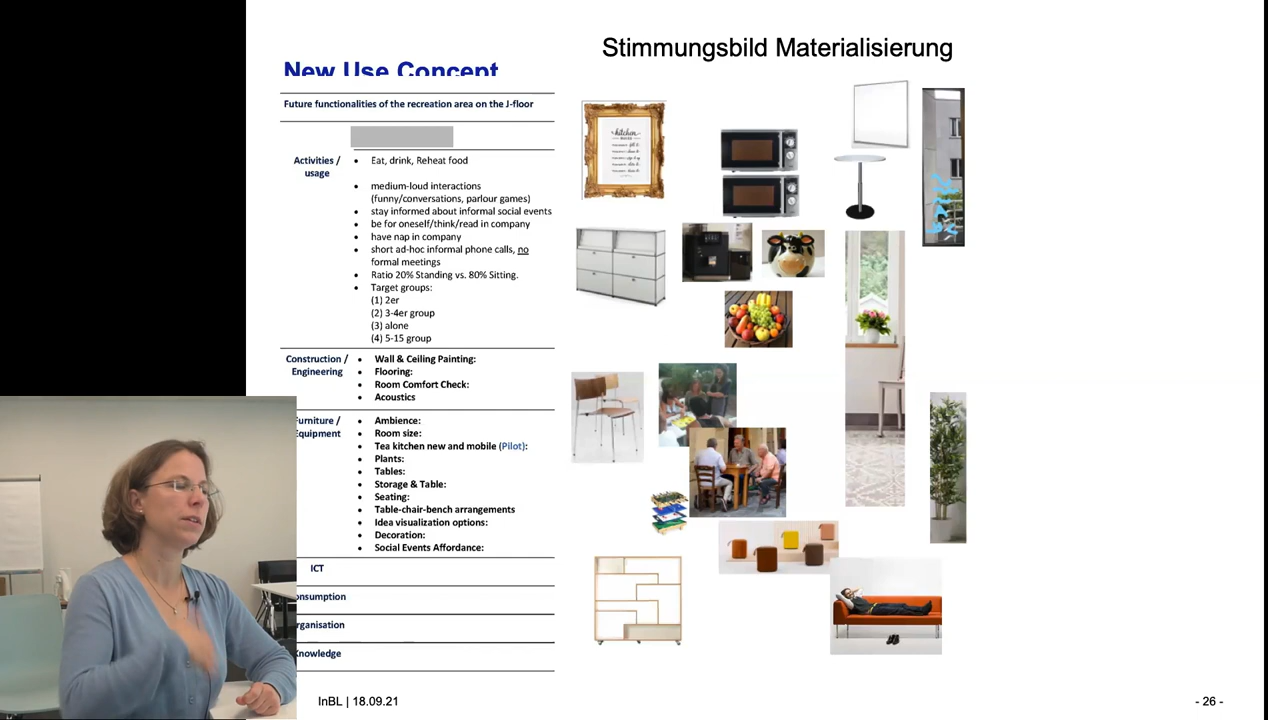 Stimmungsbild Materialisierung
New Use Concept
Future functionalities of the recreation area on the J-floor
Activities /
usage
• Eat, drink, Reheat food
• medium-loud interactions
(funny/conversations, parlour games)
• stay informed about informal social events
• be for oneself/think/read in company
• have nap in company
• short ad-hoc informal phone calls, no
formal meetings
• Ratio 20% Standing vs. 80% Sitting.
• Target groups:
(1) 2er
(2) 3-4er group
(3) alone
(4) 5-15 group
Construction /
Engineering
• Wall & Ceiling Painting:
• Flooring:
• Room Comfort Check:
• Acoustics
Furniture /
Equipment
• Ambience:
• Room size:
• Tea kitchen new and mobile (Pilot):
• Plants:
• Tables:
• Storage & Table:
• Seating:
• Table-chair-bench arrangements
• Idea visualization options:
• Decoration:
• Social Events Affordance:
ICT
onsumption
rganisation
Knowledge
kitchen
InBL | 18.09.21
- 26 -